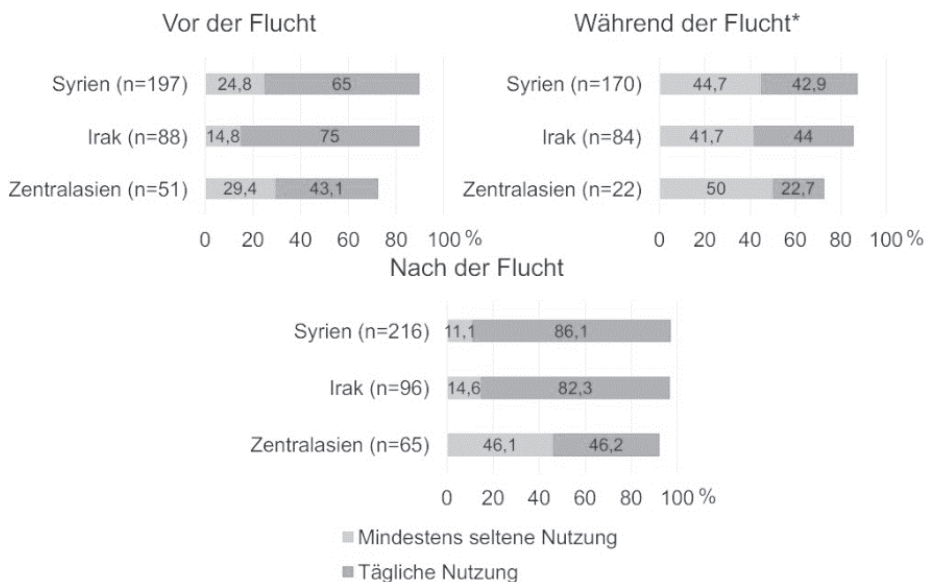 Vor der Flucht
Syrien (n=197) 24,8 65
Irak (n=88) 14,8 75
Zentralasien (n=51) 29,4 43,1
0 20 40 60 80 100 %
Während der Flucht*
Syrien (n=170) 44,7 42,9
Irak (n=84) 41,7 44
Zentralasien (n=22) 50 22,7
0 20 40 60 80 100 %
Nach der Flucht
Syrien (n=216) 11,1 86,1
Irak (n=96) 14,6 82,3
Zentralasien (n=65) 46,1 46,2
0 20 40 60 80 100 %
Mindestens seltene Nutzung
Tägliche Nutzung